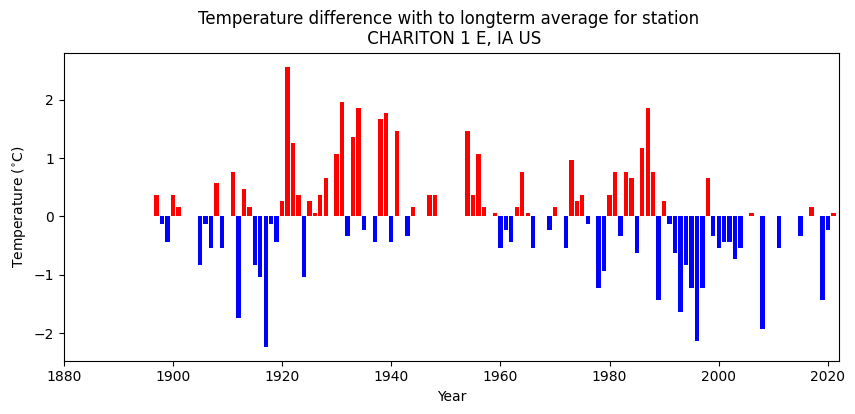 Temperature difference with to longterm average for station
CHARITON 1 E, IA US
Temperature (°C)
2
1
0
−1
−2
1880 1900 1920 1940 1960 1980 2000 2020
Year